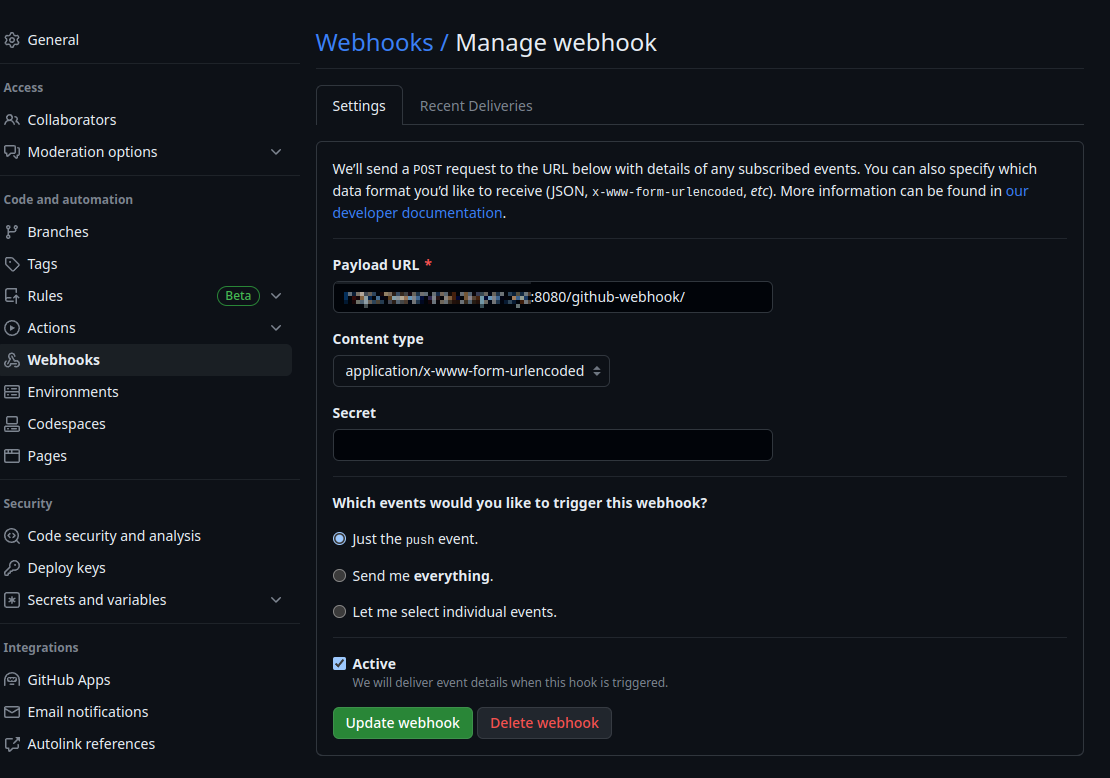 General
Access
Collaborators
Moderation options
Code and automation
Branches
Tags
Rules Beta
Actions
Webhooks
Environments
Codespaces
Pages
Security
Code security and analysis
Deploy keys
Secrets and variables
Integrations
GitHub Apps
Email notifications
Autolink references
Webhooks / Manage webhook
Settings Recent Deliveries
We’ll send a POST request to the URL below with details of any subscribed events. You can also specify which
data format you’d like to receive (JSON, x-www-form-urlencoded, etc). More information can be found in our
developer documentation.
Payload URL *
:8080/github-webhook/
Content type
application/x-www-form-urlencoded
Secret
Which events would you like to trigger this webhook?
Just the push event.
Send me everything.
Let me select individual events.
Active
We will deliver event details when this hook is triggered.
Update webhook Delete webhook